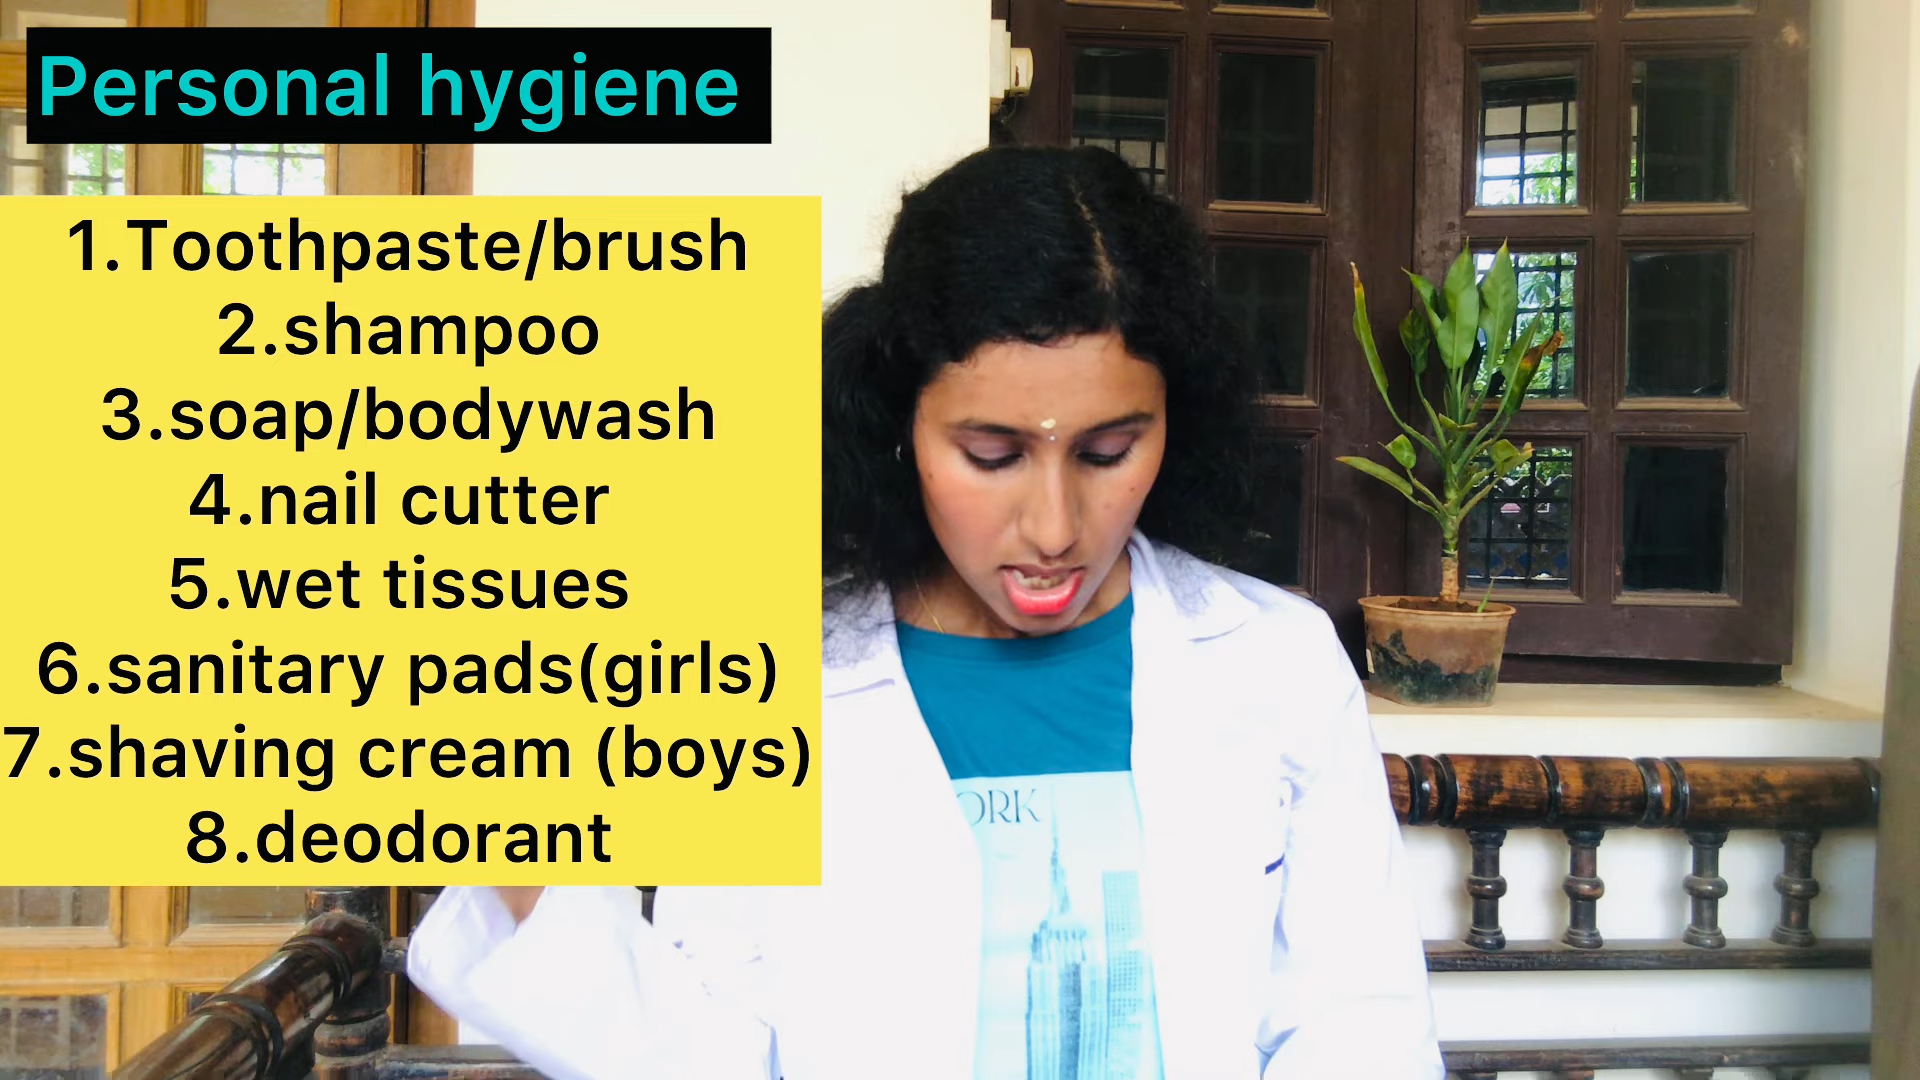 Personal hygiene
1.Toothpaste/brush
2.shampoo
3.soap/bodywash
4.nail cutter
5.wet tissues
6.sanitary pads(girls)
7.shaving cream (boys)
8.deodorant
ORK